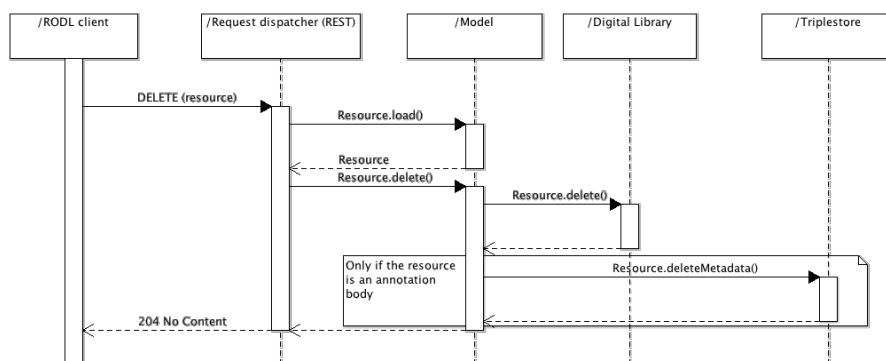 /RODL client
/Request dispatcher (REST)
/Model
/Digital Library
/Triplestore
DELETE (resource)
Resource.load()
Resource
Resource.delete()
Resource.delete()
Only if the resource
is an annotation
body
Resource.deleteMetadata()
204 No Content